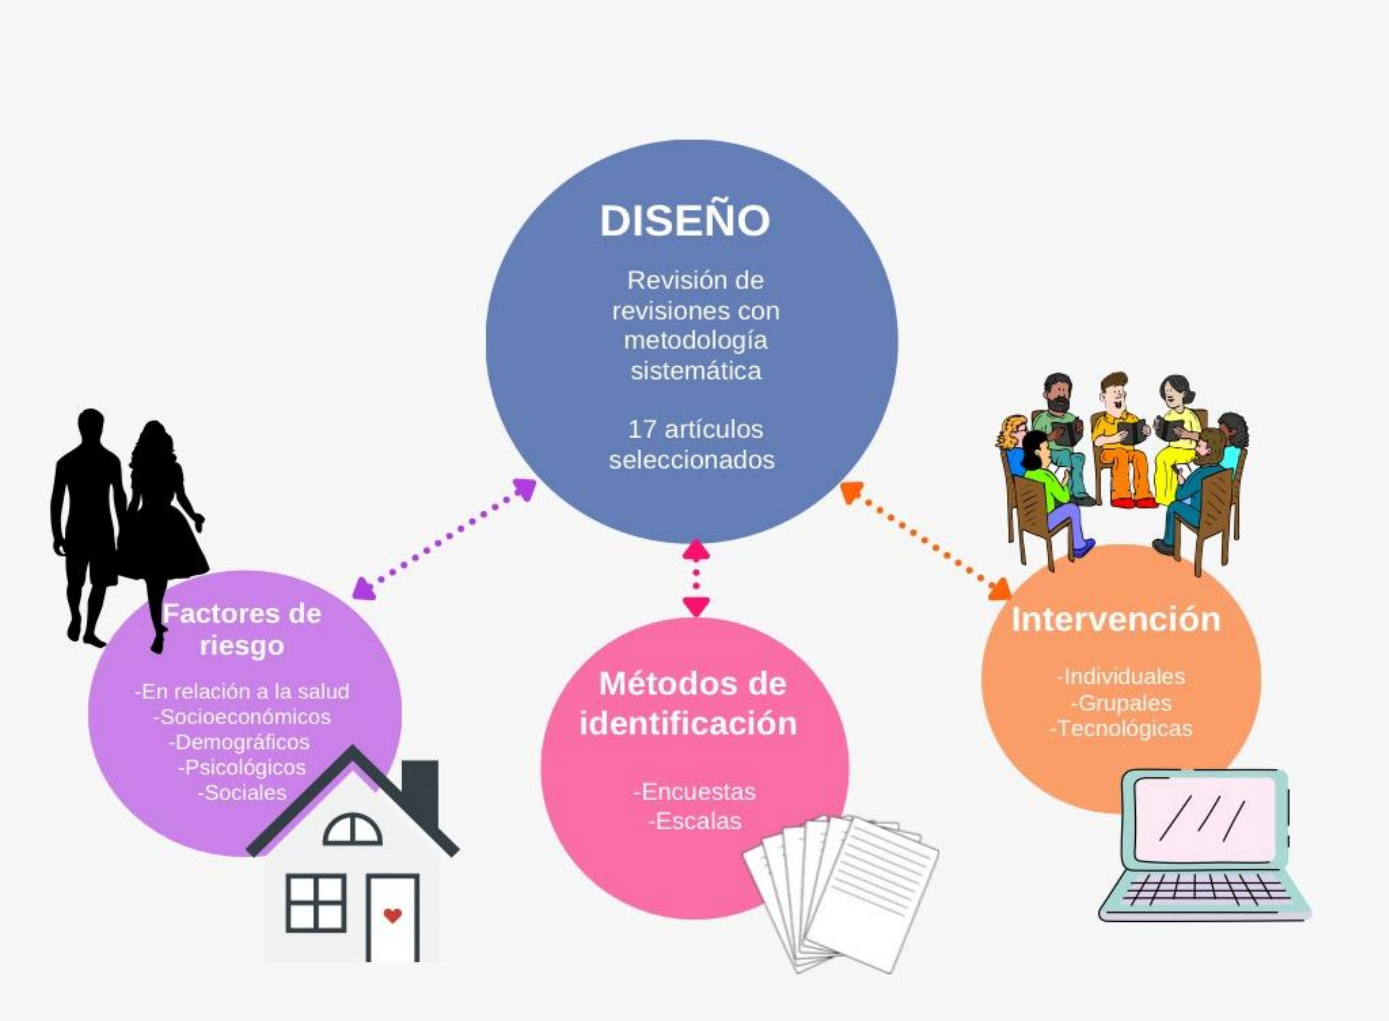 DISEÑO
Revisión de
revisiones con
metodología
sistemática
17 artículos
seleccionados
Factores de
riesgo
-En relación a la salud
-Socioeconómicos
-Demográficos
-Psicológicos
-Sociales
Métodos de
identificación
-Encuestas
-Escalas
Intervención
-Individuales
-Grupales
-Tecnológicas